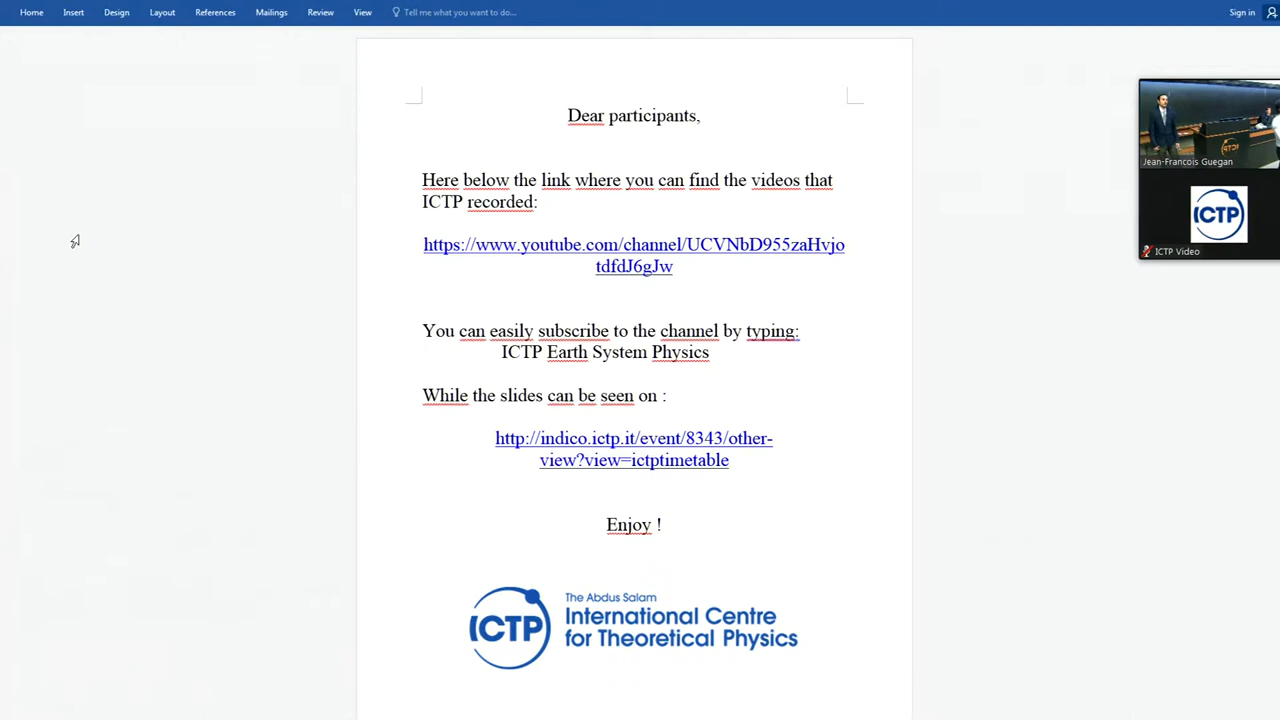 Home Insert Design Layout References Mailings Review View Tell me what you want to do... Sign in
Dear participants,
Here below the link where you can find the videos that
ICTP recorded:
https://www.youtube.com/channel/UCVNbD955zaHvjo
tdfdJ6gJw
You can easily subscribe to the channel by typing:
ICTP Earth System Physics
While the slides can be seen on :
http://indico.ictp.it/event/8343/other-
view?view=ictptimetable
Enjoy !
ICTP
The Abdus Salam
International Centre
for Theoretical Physics
ICTP
Jean-Francois Guegan
ICTP
ICTP Video